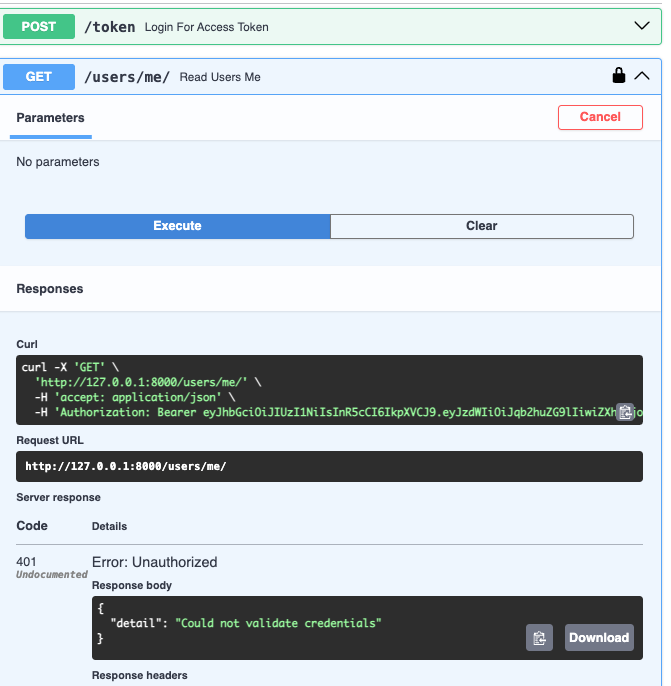 POST /token Login For Access Token
GET /users/me/ Read Users Me
Parameters Cancel
No parameters
Execute Clear
Responses
Curl
curl -X 'GET' \
'http://127.0.0.1:8000/users/me/' \
-H 'accept: application/json' \
-H 'Authorization: Bearer eyJhbGciOiJIUzI1NiIsInR5cCI6IkpXVCJ9.eyJzdWIiOiJqb2huZG9lIiwiZXh
Request URL
http://127.0.0.1:8000/users/me/
Server response
Code Details
401 Error: Unauthorized
Undocumented
Response body
{
"detail": "Could not validate credentials"
}
Download
Response headers